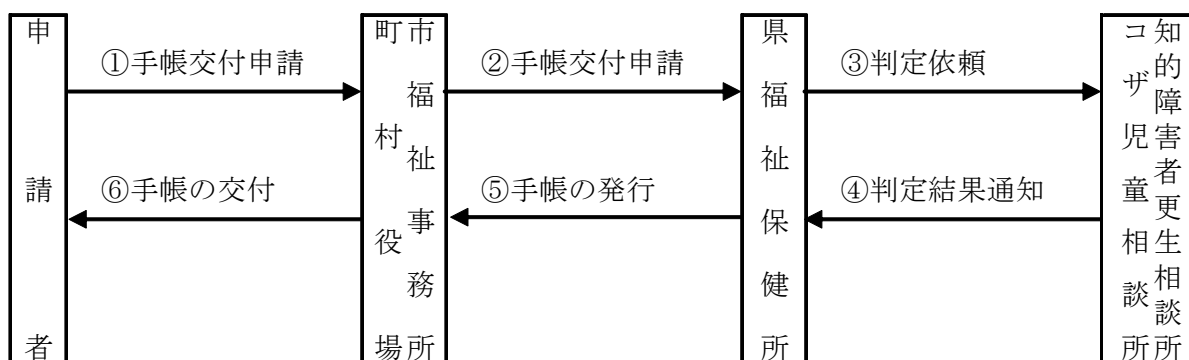 申請者
①手帳交付申請
⑥手帳の交付
市福祉事務所
町村役場
②手帳交付申請
⑤手帳の発行
県福祉保健所
③判定依頼
④判定結果通知
知的障害者更生相談所
コザ児童相談所